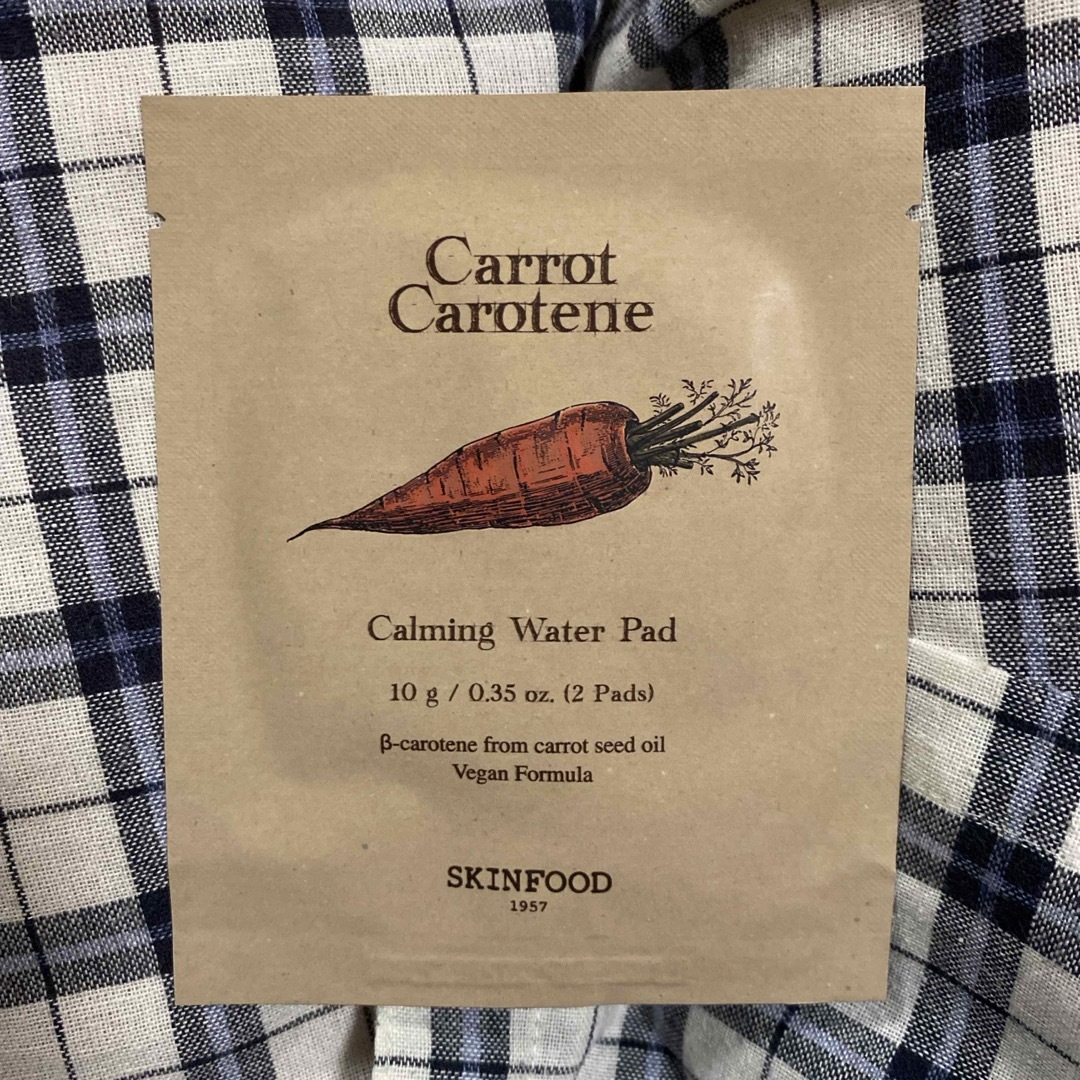 Carrot
Carotene
Calming Water Pad
10 g / 0.35 oz. (2 Pads)
β-carotene from carrot seed oil
Vegan Formula
SKINFOOD
1957